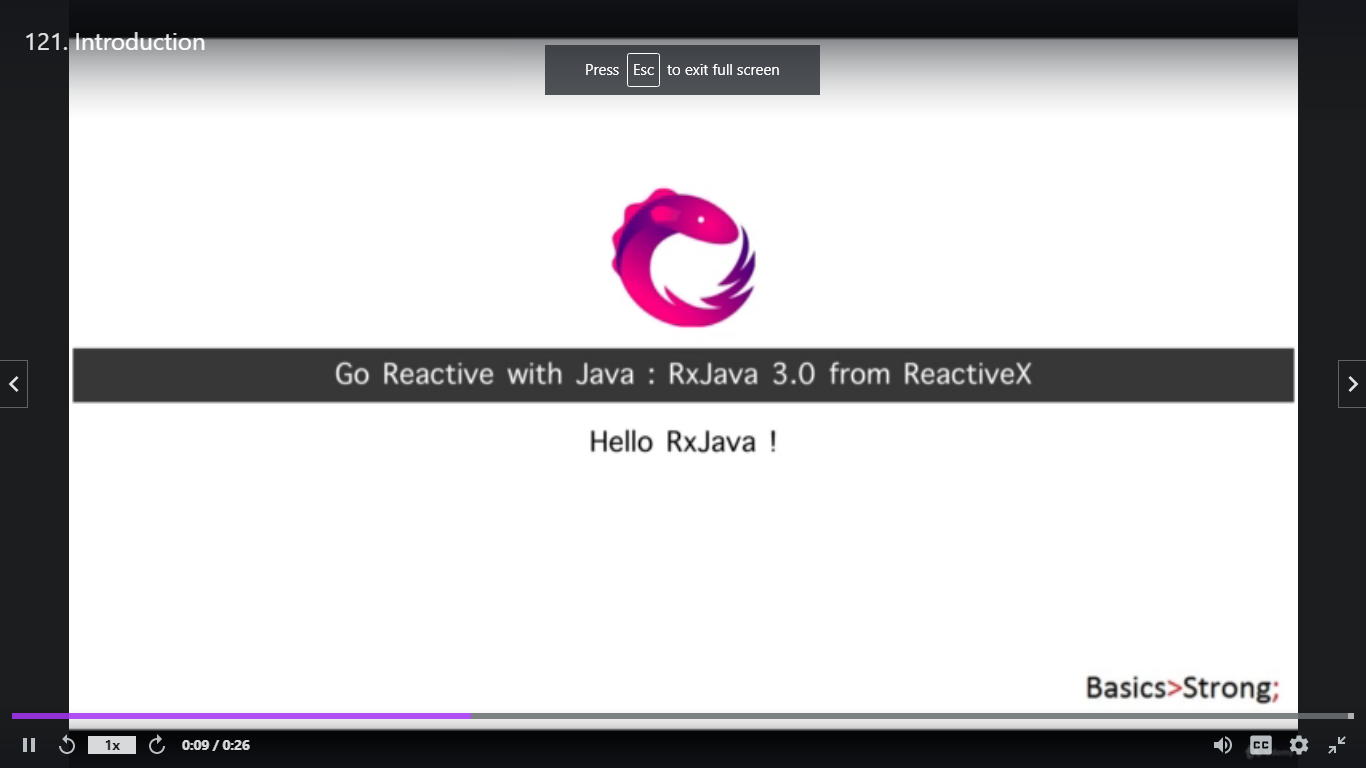 121. Introduction
Press Esc to exit full screen
Go Reactive with Java : RxJava 3.0 from ReactiveX
Hello RxJava !
Basics>Strong;
1x
0:09 / 0:26
CC